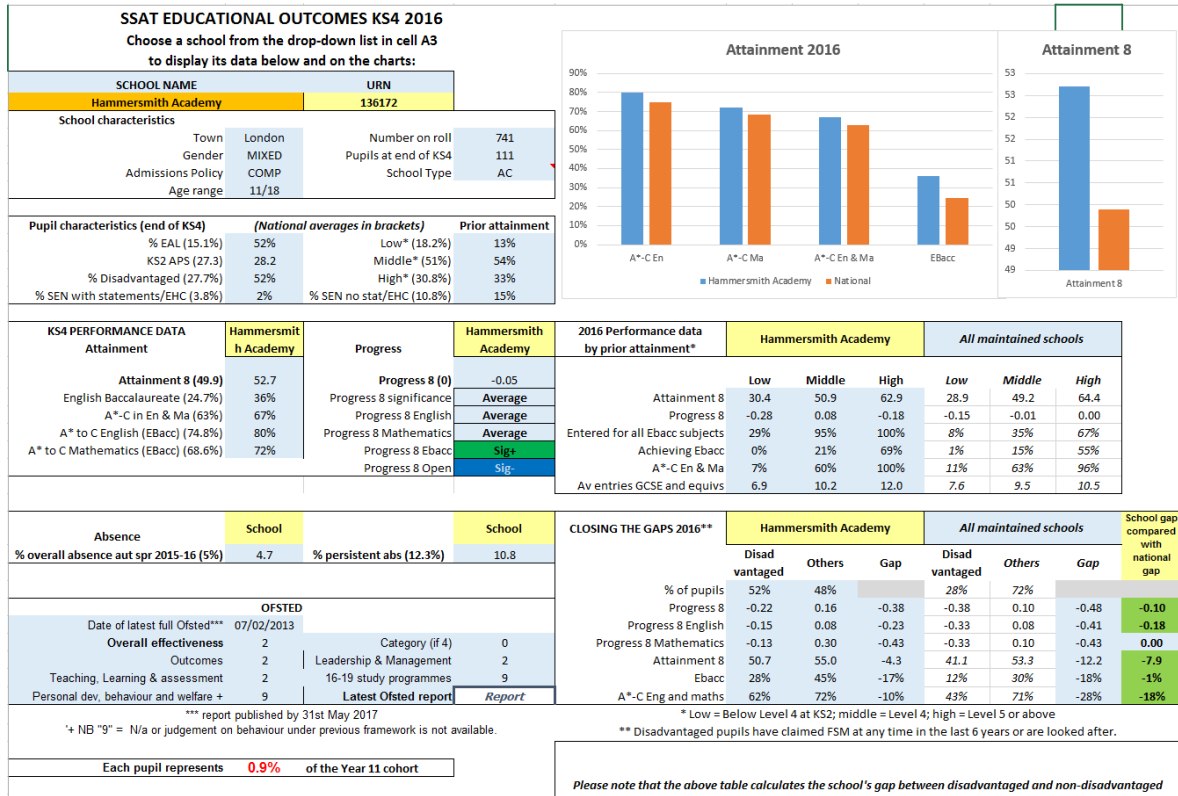 SSAT EDUCATIONAL OUTCOMES KS4 2016
Choose a school from the drop-down list in cell A3
to display its data below and on the charts:
SCHOOL NAME URN
Hammersmith Academy 136172
School characteristics
Town London Number on roll 741
Gender MIXED Pupils at end of KS4 111
Admissions Policy COMP School Type AC
Age range 11/18
Pupil characteristics (end of KS4) (National averages in brackets) Prior attainment
% EAL (15.1%) 52% Low* (18.2%) 13%
KS2 APS (27.3) 28.2 Middle* (51%) 54%
% Disadvantaged (27.7%) 52% High* (30.8%) 33%
% SEN with statements/EHC (3.8%) 2% % SEN no stat/EHC (10.8%) 15%
Attainment 2016
90%
80%
70%
60%
50%
40%
30%
20%
10%
0%
A*-C En A*-C Ma A*-C En & Ma EBacc
Hammersmith Academy National
Attainment 8
53
53
52
52
51
51
50
50
49
49
Attainment 8
KS4 PERFORMANCE DATA Hammersmit Hammersmith
Attainment h Academy Progress Academy
Attainment 8 (49.9) 52.7 Progress 8 (0) -0.05
English Baccalaureate (24.7%) 36% Progress 8 significance Average
A*-C in En & Ma (63%) 67% Progress 8 English Average
A* to C English (EBacc) (74.8%) 80% Progress 8 Mathematics Average
A* to C Mathematics (EBacc) (68.6%) 72% Progress 8 Ebacc Sig+
Progress 8 Open Sig-
2016 Performance data
by prior attainment* Hammersmith Academy All maintained schools
Low Middle High Low Middle High
Attainment 8 30.4 50.9 62.9 28.9 49.2 64.4
Progress 8 -0.28 0.08 -0.18 -0.15 -0.01 0.00
Entered for all Ebacc subjects 29% 95% 100% 8% 35% 67%
Achieving Ebacc 0% 21% 69% 1% 15% 55%
A*-C En & Ma 7% 60% 100% 11% 63% 96%
Av entries GCSE and equivs 6.9 10.2 12.0 7.6 9.5 10.5
Absence School School
% overall absence aut spr 2015-16 (5%) 4.7 % persistent abs (12.3%) 10.8
OFSTED
Date of latest full Ofsted*** 07/02/2013
Overall effectiveness 2 Category (if 4) 0
Outcomes 2 Leadership & Management 2
Teaching, Learning & assessment 2 16-19 study programmes 9
Personal dev, behaviour and welfare + 9 Latest Ofsted report Report
*** report published by 31st May 2017
'+ NB "9" = N/a or judgement on behaviour under previous framework is not available.
Each pupil represents 0.9% of the Year 11 cohort
CLOSING THE GAPS 2016** Hammersmith Academy All maintained schools School gap
compared
with
national
gap
Disad Disad
vantaged Others Gap vantaged Others Gap
% of pupils 52% 48% 28% 72%
Progress 8 -0.22 0.16 -0.38 -0.38 0.10 -0.48 -0.10
Progress 8 English -0.15 0.08 -0.23 -0.33 0.08 -0.41 -0.18
Progress 8 Mathematics -0.13 0.30 -0.43 -0.33 0.10 -0.43 0.00
Attainment 8 50.7 55.0 -4.3 41.1 53.3 -12.2 -7.9
Ebacc 28% 45% -17% 12% 30% -18% -1%
A*-C Eng and maths 62% 72% -10% 43% 71% -28% -18%
* Low = Below Level 4 at KS2; middle = Level 4; high = Level 5 or above
** Disadvantaged pupils have claimed FSM at any time in the last 6 years or are looked after.
Please note that the above table calculates the school's gap between disadvantaged and non-disadvantaged